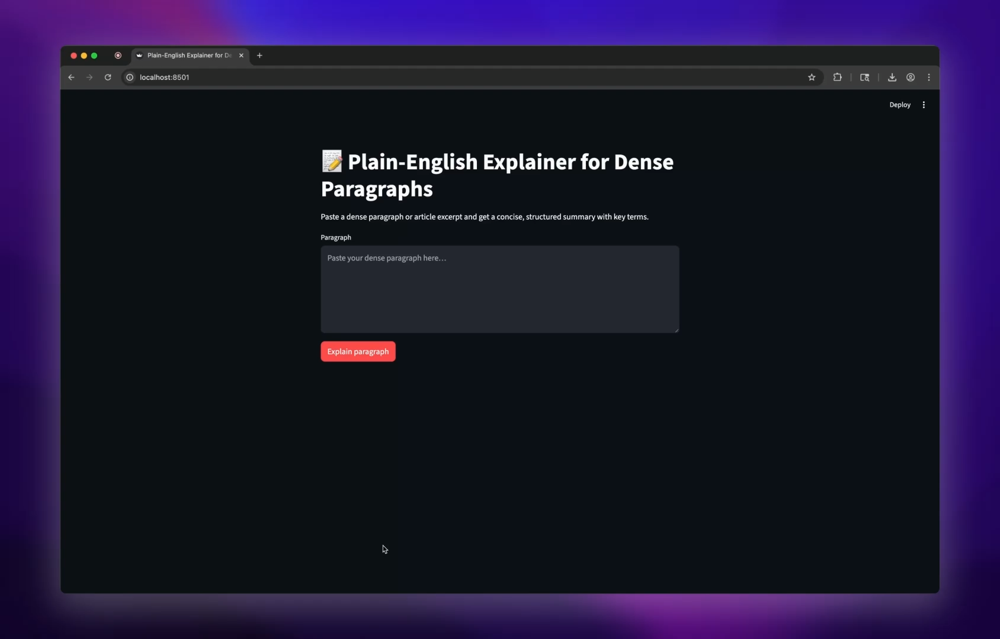 Plain-English Explainer for De
localhost:8501
Deploy
Plain-English Explainer for Dense
Paragraphs
Paste a dense paragraph or article excerpt and get a concise, structured summary with key terms.
Paragraph
Paste your dense paragraph here…
Explain paragraph